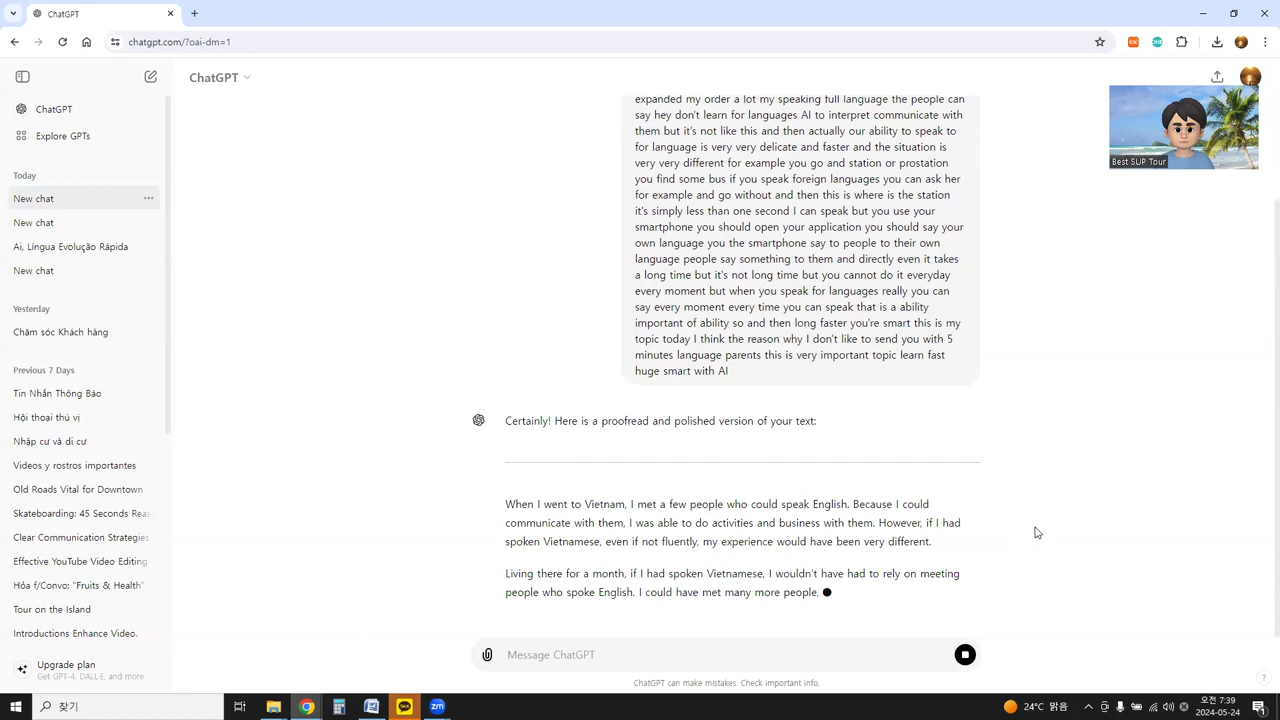 ChatGPT
chatgpt.com/?oai-dm=1
ChatGPT
ChatGPT
Explore GPTs
Today
New chat
New chat
Ai, Língua Evolução Rápida
New chat
Yesterday
Chăm sóc Khách hàng
Previous 7 Days
Tin Nhắn Thông Báo
Hội thoại thú vị
Nhập cư và di cư
Videos y rostros importantes
Old Roads Vital for Downtown
Skateboarding: 45 Seconds Reas
Clear Communication Strategies
Effective YouTube Video Editing
Hỏa f/Convo: "Fruits & Health"
Tour on the Island
Introductions Enhance Video.
Upgrade plan
Get GPT-4, DALL·E, and more
expanded my order a lot my speaking full language the people can
say hey don't learn for languages AI to interpret communicate with
them but it's not like this and then actually our ability to speak to
for language is very very delicate and faster and the situation is
very very different for example you go and station or prostation
you find some bus if you speak foreign languages you can ask her
for example and go without and then this is where is the station
it's simply less than one second I can speak but you use your
smartphone you should open your application you should say your
own language you the smartphone say to people to their own
language people say something to them and directly even it takes
a long time but it's not long time but you cannot do it everyday
every moment but when you speak for languages really you can
say every moment every time you can speak that is a ability
important of ability so and then long faster you're smart this is my
topic today I think the reason why I don't like to send you with 5
minutes language parents this is very important topic learn fast
huge smart with AI
Best SUP Tour
Certainly! Here is a proofread and polished version of your text:
When I went to Vietnam, I met a few people who could speak English. Because I could
communicate with them, I was able to do activities and business with them. However, if I had
spoken Vietnamese, even if not fluently, my experience would have been very different.
Living there for a month, if I had spoken Vietnamese, I wouldn't have had to rely on meeting
people who spoke English. I could have met many more people,
Message ChatGPT
ChatGPT can make mistakes. Check important info.
?
찾기
24°C 맑음
오전 7:39
2024-05-24